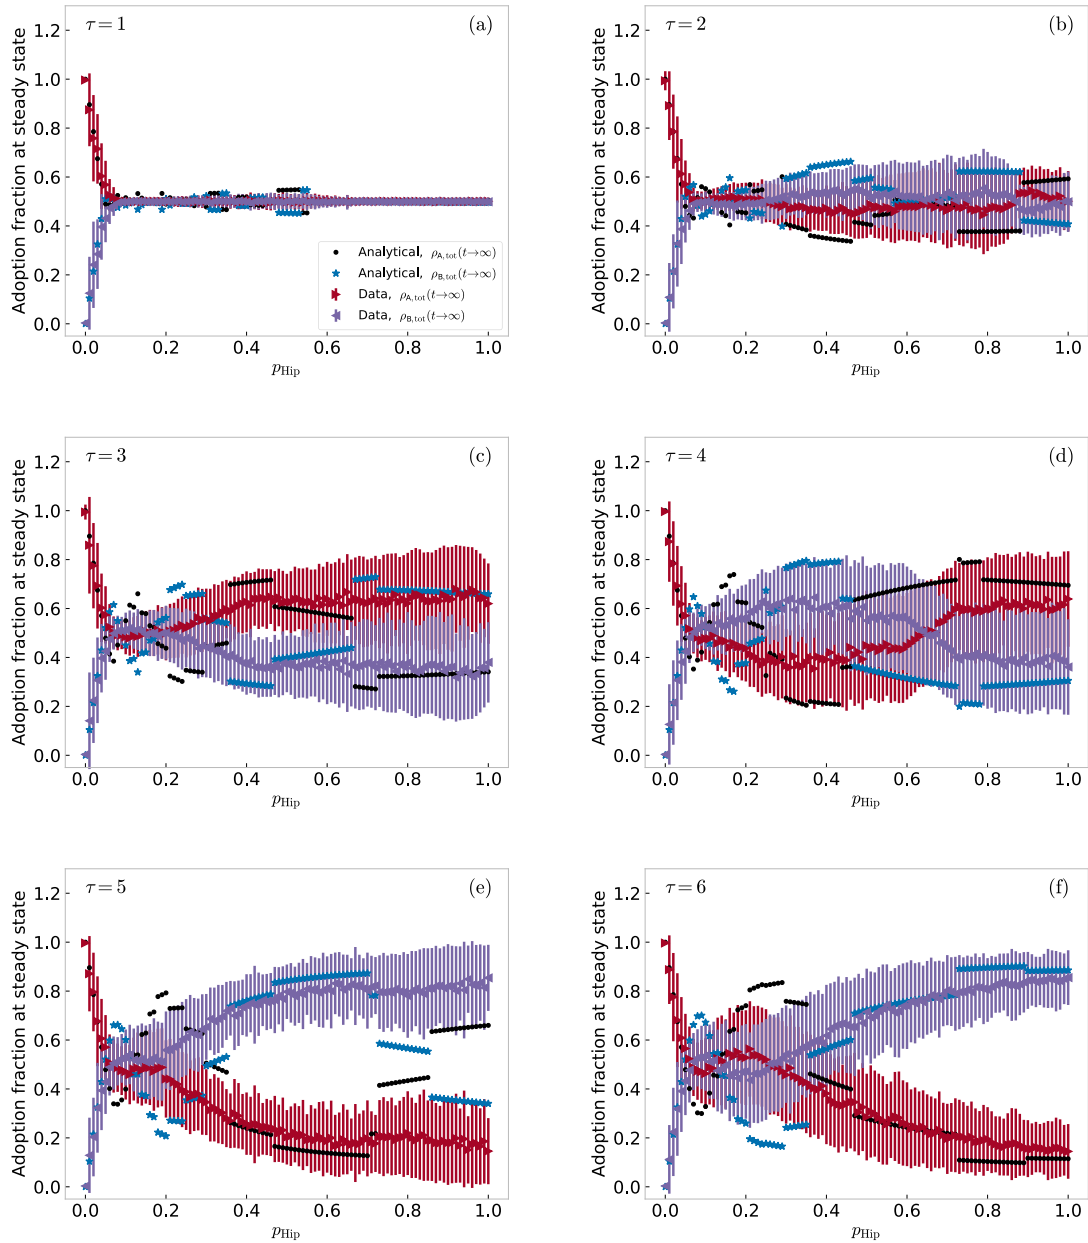 τ = 1 (a)
Adoption fraction at steady state
1.2
1.0
0.8
0.6
0.4
0.2
0.0
Analytical, ρA,tot(t→∞)
Analytical, ρB,tot(t→∞)
Data, ρA,tot(t→∞)
Data, ρB,tot(t→∞)
0.0 0.2 0.4 0.6 0.8 1.0
pHip
τ = 2 (b)
Adoption fraction at steady state
1.2
1.0
0.8
0.6
0.4
0.2
0.0
0.0 0.2 0.4 0.6 0.8 1.0
pHip
τ = 3 (c)
Adoption fraction at steady state
1.2
1.0
0.8
0.6
0.4
0.2
0.0
0.0 0.2 0.4 0.6 0.8 1.0
pHip
τ = 4 (d)
Adoption fraction at steady state
1.2
1.0
0.8
0.6
0.4
0.2
0.0
0.0 0.2 0.4 0.6 0.8 1.0
pHip
τ = 5 (e)
Adoption fraction at steady state
1.2
1.0
0.8
0.6
0.4
0.2
0.0
0.0 0.2 0.4 0.6 0.8 1.0
pHip
τ = 6 (f)
Adoption fraction at steady state
1.2
1.0
0.8
0.6
0.4
0.2
0.0
0.0 0.2 0.4 0.6 0.8 1.0
pHip